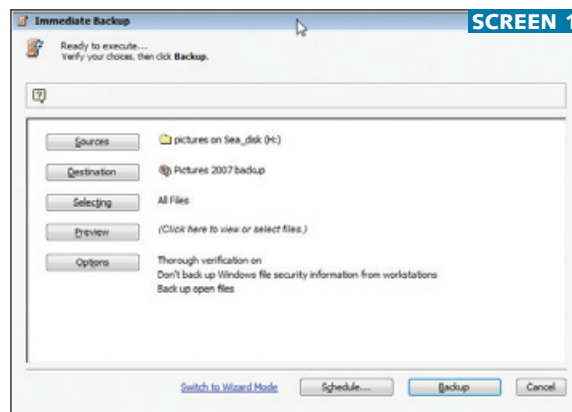 Immediate Backup
SCREEN 1
Ready to execute...
Verify your choices, then click Backup.
Sources
pictures on Sea_disk (H:)
Destination
Pictures 2007 backup
Selecting
All Files
Preview
(Click here to view or select files.)
Options
Thorough verification on
Don't back up Windows file security information from workstations
Back up open files
Switch to Wizard Mode
Schedule...
Backup
Cancel